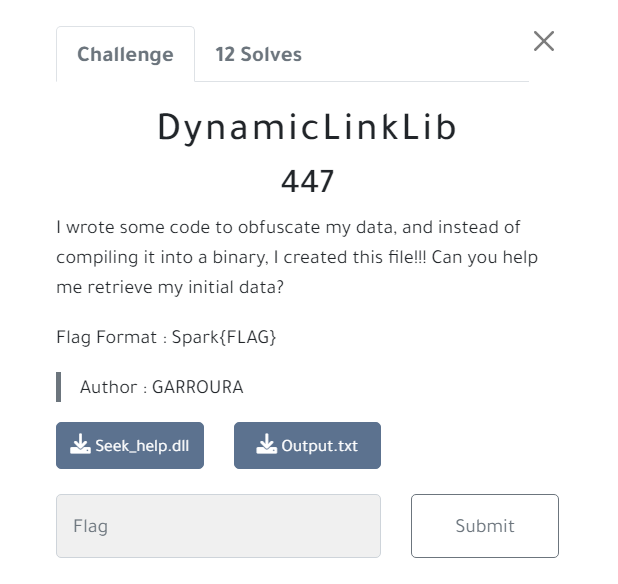 Challenge
12 Solves
DynamicLinkLib
447
I wrote some code to obfuscate my data, and instead of
compiling it into a binary, I created this file!!! Can you help
me retrieve my initial data?
Flag Format : Spark{FLAG}
Author : GARROURA
Seek_help.dll
Output.txt
Flag
Submit